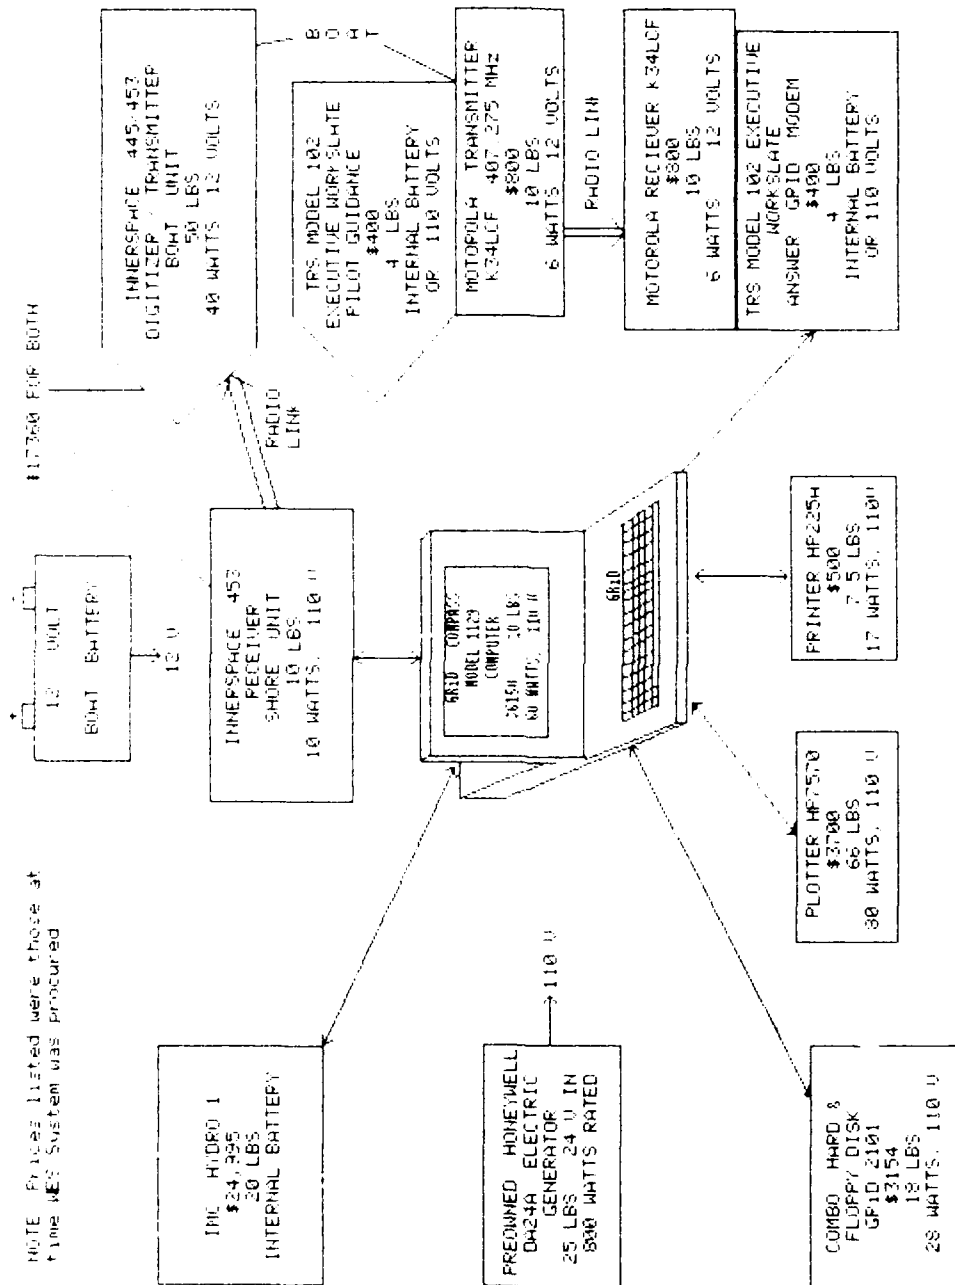 NOTE Prices listed were those at
time WES System was procured
12 VOLT
BOAT BATTERY
12 V
$17360 FOR BOTH
INNERSPACE 445/453
DIGITIZER / TRANSMITTER
BOAT UNIT
50 LBS
40 WATTS 12 VOLTS
INNERSPACE 453
RECEIVER
SHORE UNIT
10 LBS
10 WATTS. 110 V
RADIO
LINK
B
O
A
T
TRS MODEL 102
EXECUTIVE WORKSLATE
PILOT GUIDANCE
$400
4 LBS
INTERNAL BATTERY
OR 110 VOLTS
MOTOROLA TRANSMITTER
K34LCF 407.275 MHz
$800
10 LBS
6 WATTS 12 VOLTS
RADIO LINK
MOTOROLA RECIEVER K34LCF
$800
10 LBS
6 WATTS 12 VOLTS
TRS MODEL 102 EXECUTIVE
WORKSLATE
ANSWER GRID MODEM
$400
4 LBS
INTERNAL BATTERY
OR 110 VOLTS
IMC HYDRO 1
$24,995
20 LBS
INTERNAL BATTERY
GRiD COMPASS
MODEL 1129
COMPUTER
10 LBS
60 WATTS. 110 V
GRiD
PREOWNED HONEYWELL
DA24A ELECTRIC
GENERATOR
25 LBS 24 V IN
800 WATTS RATED
110 V
COMBO HARD &
FLOPPY DISK
GRiD 2101
$3154
18 LBS
28 WATTS. 110 V
PLOTTER HP7570
$3700
66 LBS
80 WATTS. 110 V
PRINTER HP225A
$500
7.5 LBS
17 WATTS. 110V